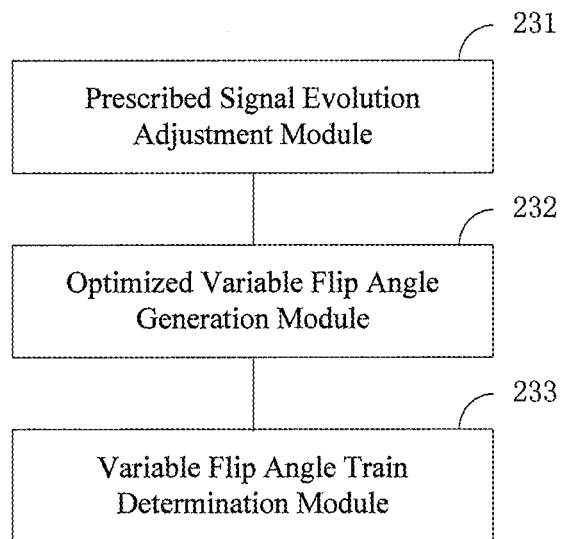 231
Prescribed Signal Evolution
Adjustment Module
232
Optimized Variable Flip Angle
Generation Module
233
Variable Flip Angle Train
Determination Module